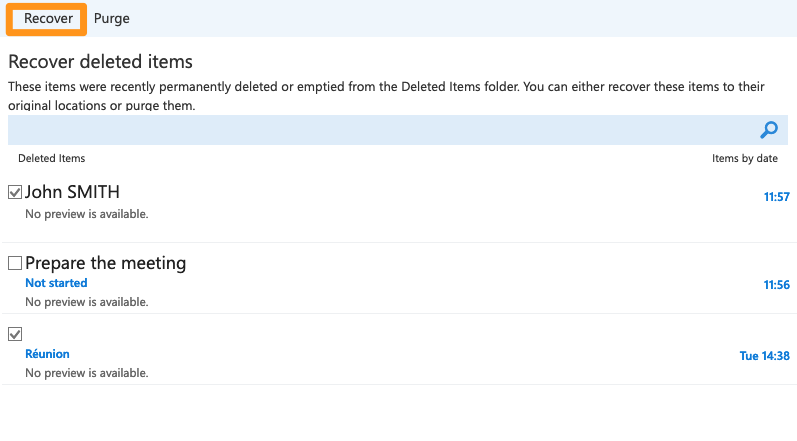 Recover Purge
Recover deleted items
These items were recently permanently deleted or emptied from the Deleted Items folder. You can either recover these items to their
original locations or purge them.
Deleted Items Items by date
John SMITH
11:57
No preview is available.
Prepare the meeting
Not started 11:56
No preview is available.
Réunion Tue 14:38
No preview is available.